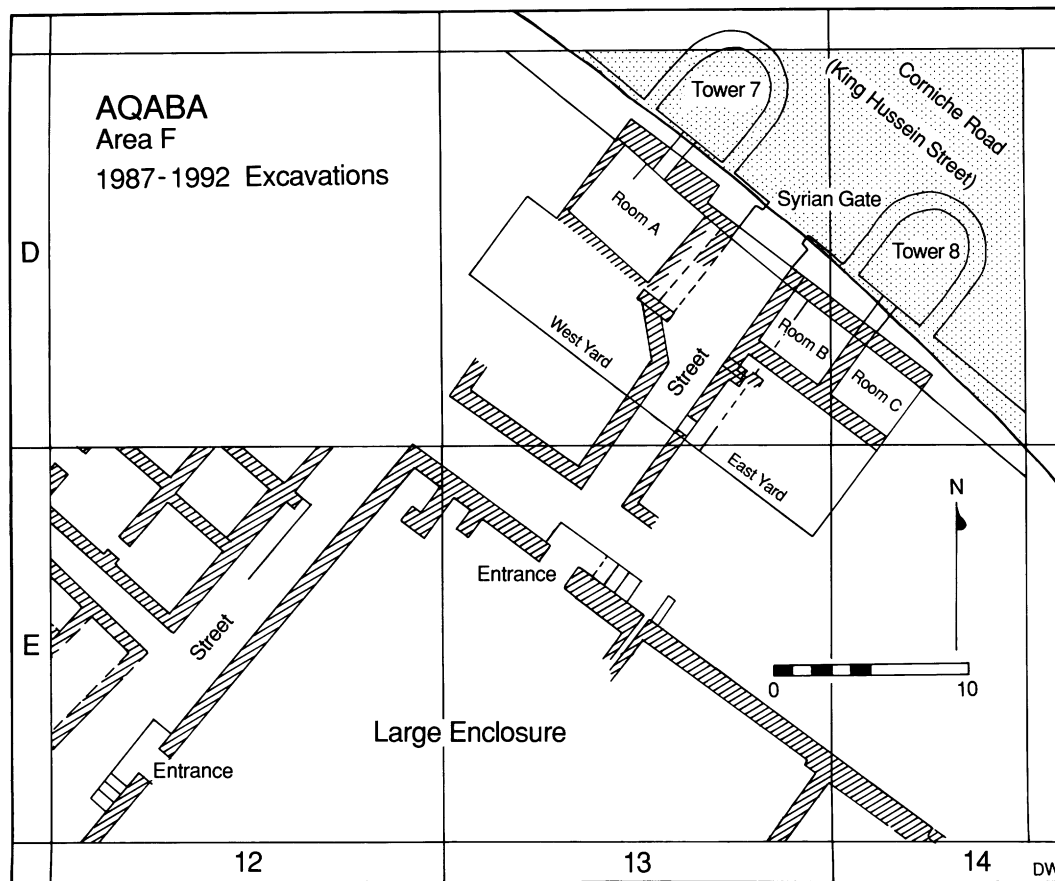 AQABA
Area F
1987-1992 Excavations
Tower 7
Corniche Road
(King Hussein Street)
Syrian Gate
Tower 8
Room A
D
West Yard
Street
Room B
Room C
East Yard
N
Entrance
Street
E
0 10
Large Enclosure
Entrance
12 13 14
DW